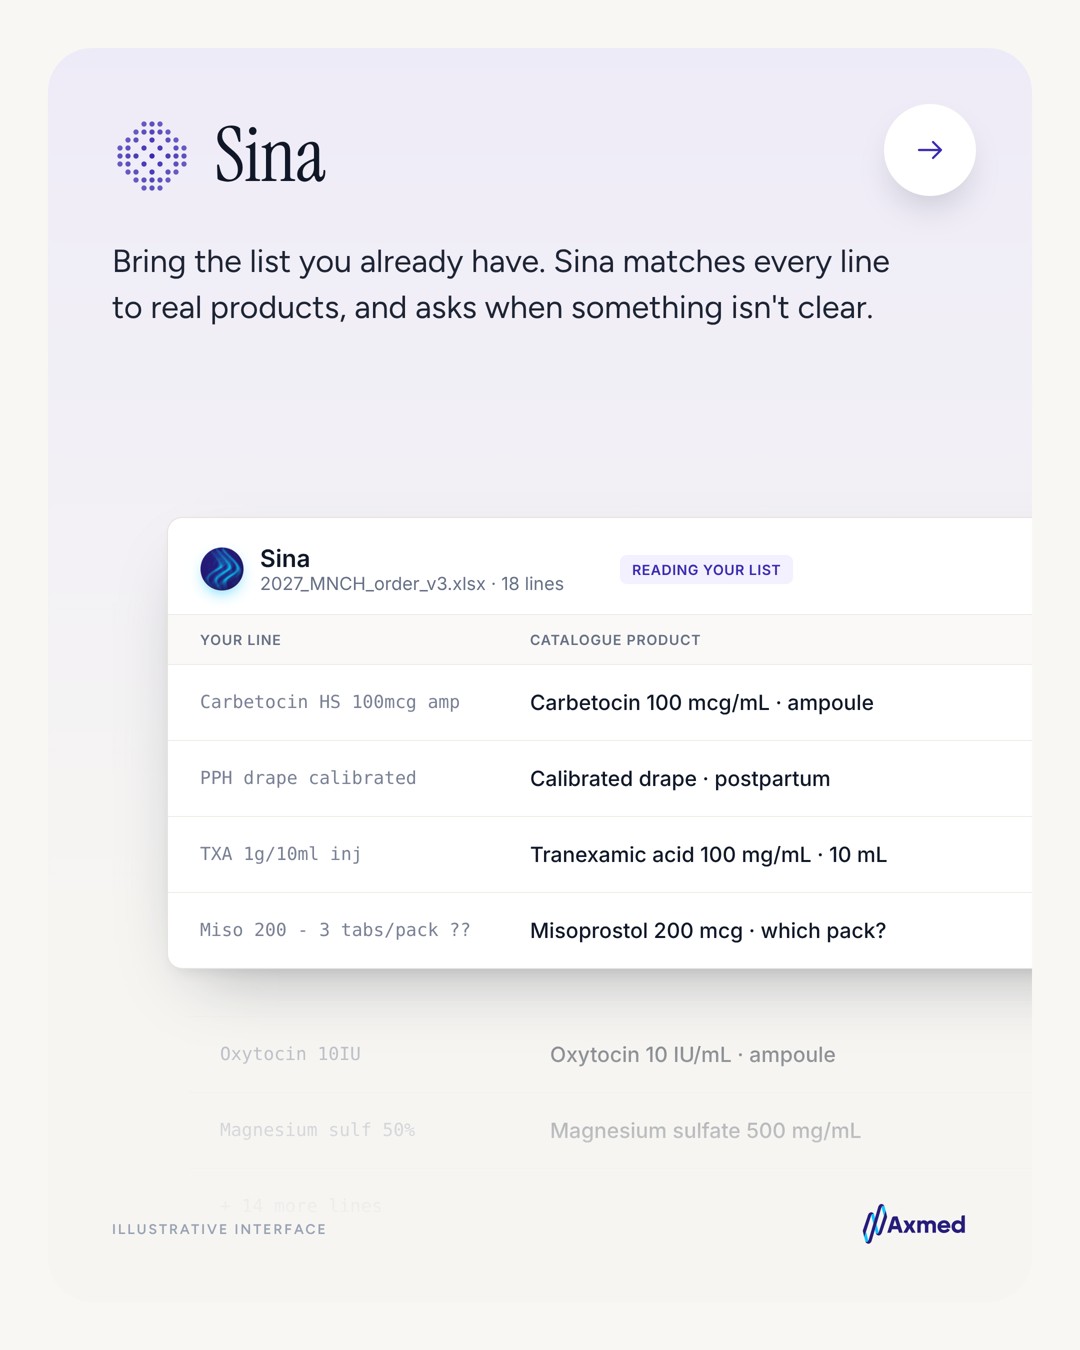 Sina
Bring the list you already have. Sina matches every line
to real products, and asks when something isn't clear.
Sina
2027_MNCH_order_v3.xlsx · 18 lines
READING YOUR LIST
YOUR LINE CATALOGUE PRODUCT
Carbetocin HS 100mcg amp Carbetocin 100 mcg/mL · ampoule
PPH drape calibrated Calibrated drape · postpartum
TXA 1g/10ml inj Tranexamic acid 100 mg/mL · 10 mL
Miso 200 - 3 tabs/pack ?? Misoprostol 200 mcg · which pack?
Oxytocin 10IU Oxytocin 10 IU/mL · ampoule
Magnesium sulf 50% Magnesium sulfate 500 mg/mL
+ 14 more lines
ILLUSTRATIVE INTERFACE
Axmed